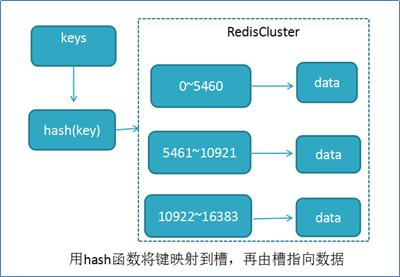 RedisCluster
keys
hash(key)
0~5460
data
5461~10921
data
10922~16383
data
用hash函数将键映射到槽，再由槽指向数据